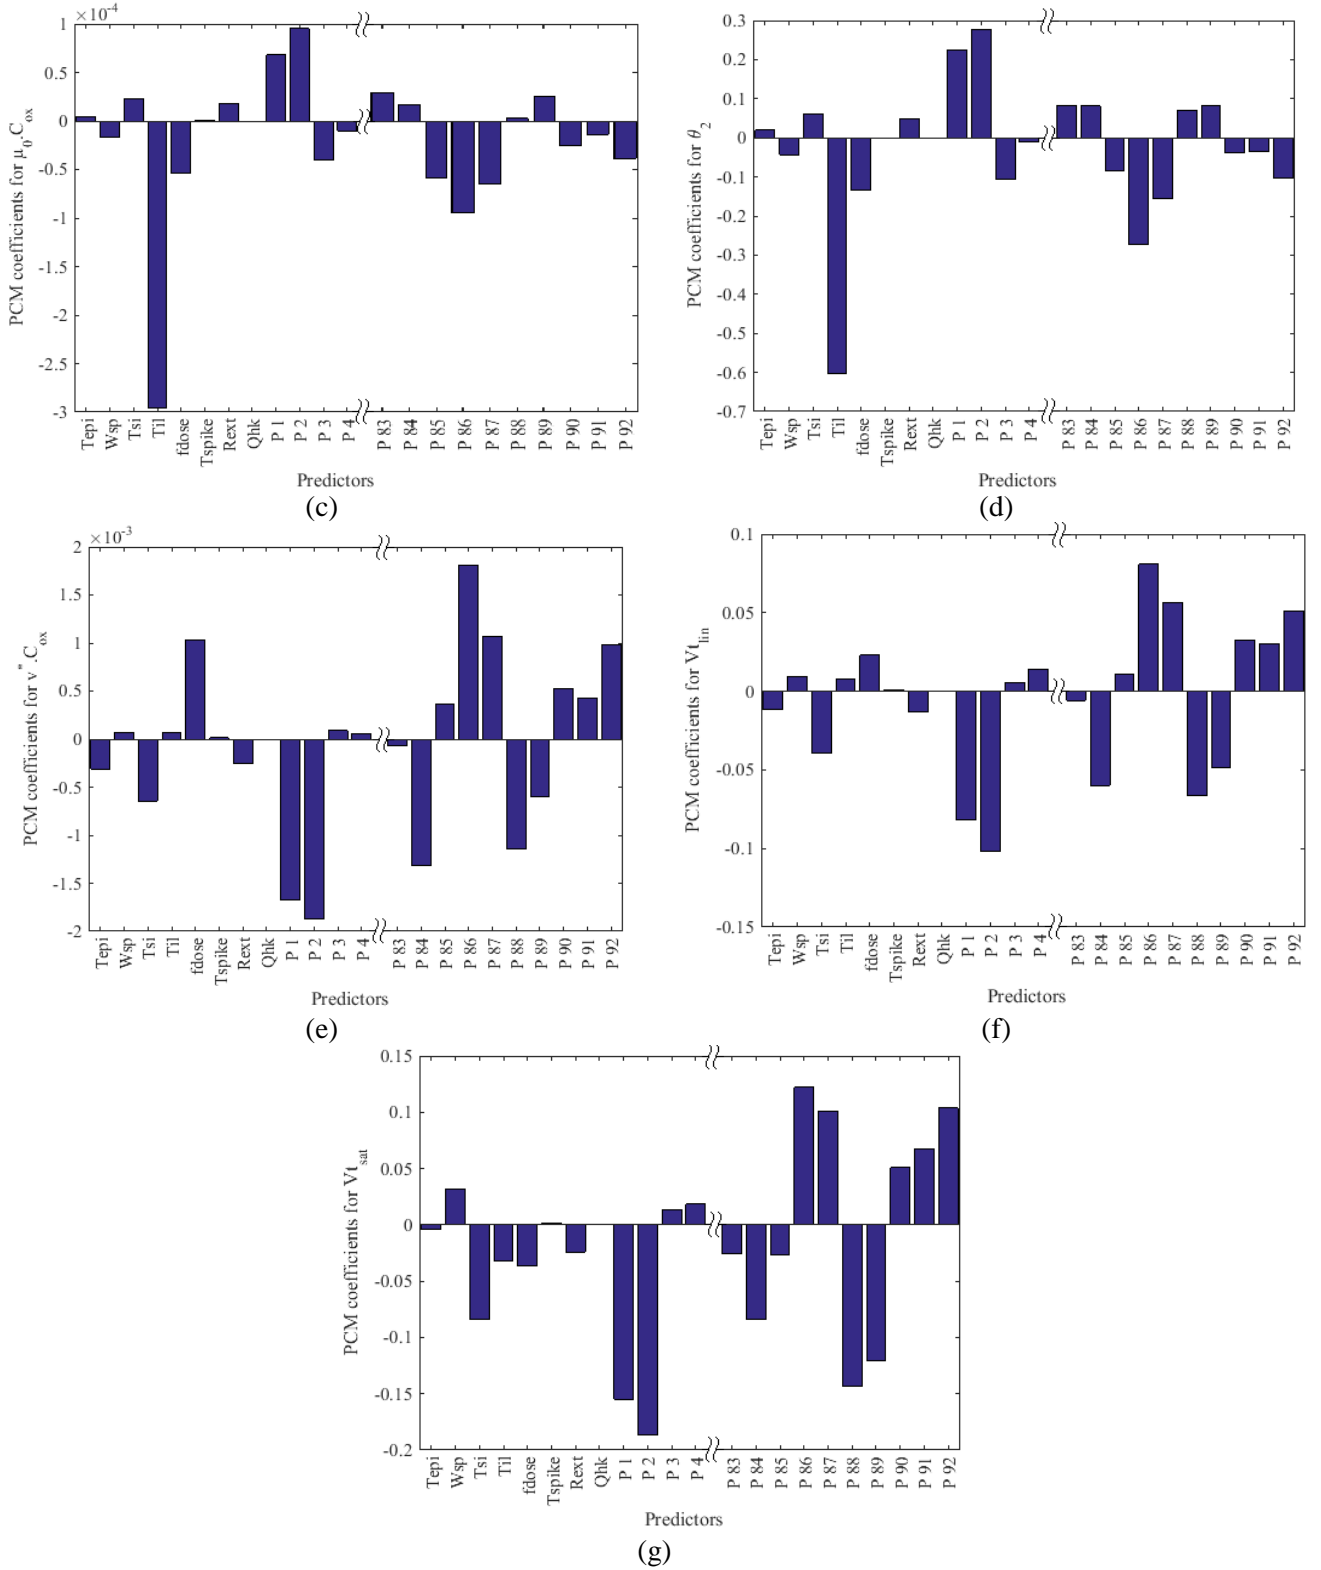 ×10-4
1
0.5
0
-0.5
-1
-1.5
-2
-2.5
-3
PCM coefficients for μ0.Cox
Tepi Wsp Tsi Til fdose Tspike Rext Qhk P 1 P 2 P 3 P 4 P 83 P 84 P 85 P 86 P 87 P 88 P 89 P 90 P 91 P 92
Predictors
(c)
0.3
0.2
0.1
0
-0.1
-0.2
-0.3
-0.4
-0.5
-0.6
-0.7
PCM coefficients for θ2
Tepi Wsp Tsi Til fdose Tspike Rext Qhk P 1 P 2 P 3 P 4 P 83 P 84 P 85 P 86 P 87 P 88 P 89 P 90 P 91 P 92
Predictors
(d)
×10-3
2
1.5
1
0.5
0
-0.5
-1
-1.5
-2
PCM coefficients for v*.Cox
Tepi Wsp Tsi Til fdose Tspike Rext Qhk P 1 P 2 P 3 P 4 P 83 P 84 P 85 P 86 P 87 P 88 P 89 P 90 P 91 P 92
Predictors
(e)
0.1
0.05
0
-0.05
-0.1
-0.15
PCM coefficients for Vtlin
Tepi Wsp Tsi Til fdose Tspike Rext Qhk P 1 P 2 P 3 P 4 P 83 P 84 P 85 P 86 P 87 P 88 P 89 P 90 P 91 P 92
Predictors
(f)
0.15
0.1
0.05
0
-0.05
-0.1
-0.15
-0.2
PCM coefficients for Vtsat
Tepi Wsp Tsi Til fdose Tspike Rext Qhk P 1 P 2 P 3 P 4 P 83 P 84 P 85 P 86 P 87 P 88 P 89 P 90 P 91 P 92
Predictors
(g)